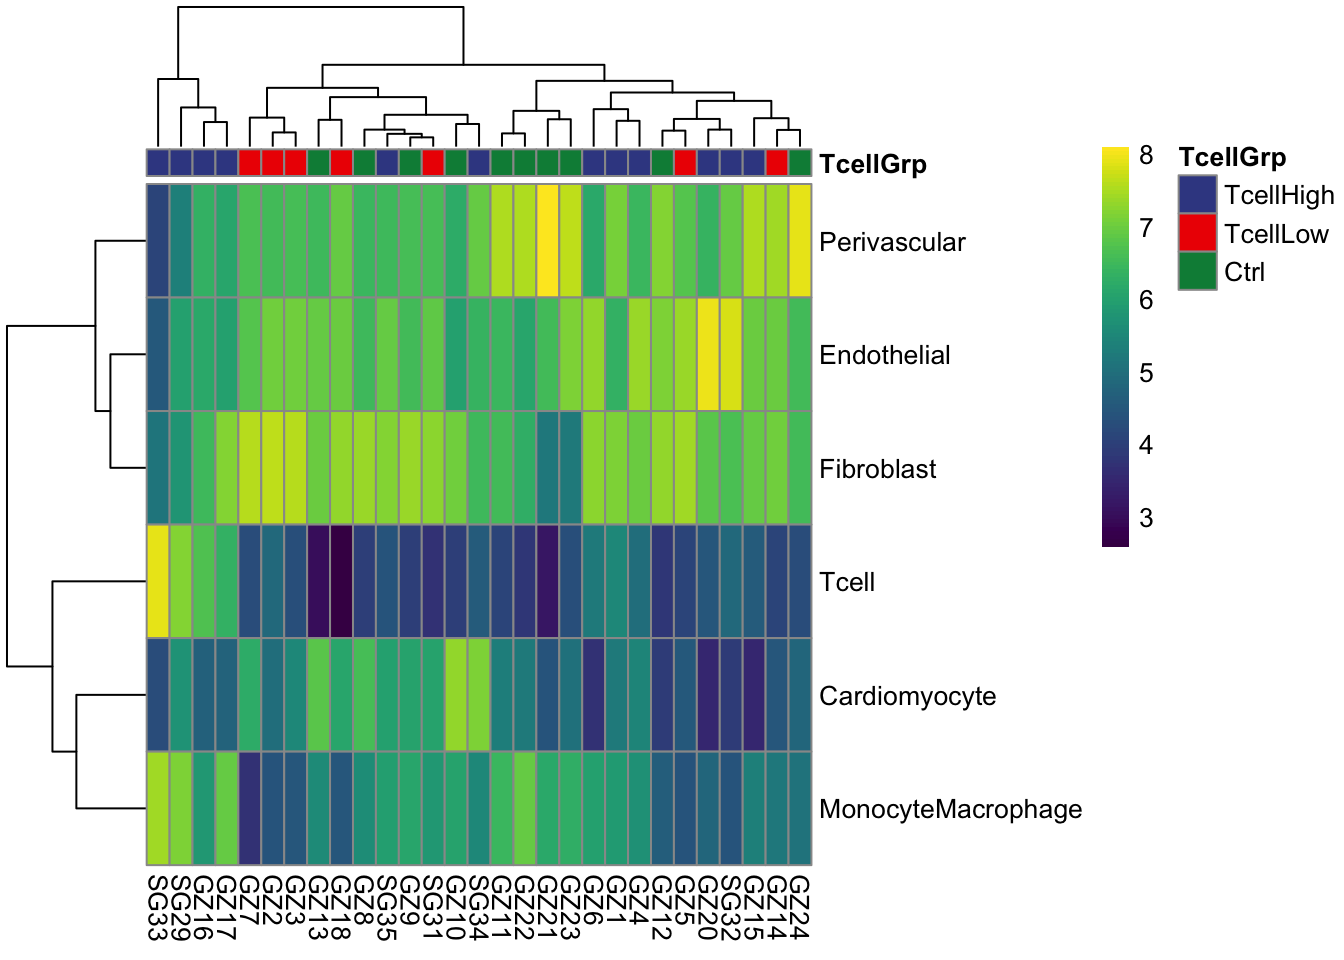 TcellGrp
Perivascular
Endothelial
Fibroblast
Tcell
Cardiomyocyte
MonocyteMacrophage
SG33
SG29
GZ16
GZ17
GZ7
GZ2
GZ3
GZ13
GZ18
GZ8
SG35
GZ9
SG31
GZ10
SG34
GZ11
GZ22
GZ21
GZ23
GZ6
GZ1
GZ4
GZ12
GZ5
GZ20
SG32
GZ15
GZ14
GZ24
8
7
6
5
4
3
TcellGrp
TcellHigh
TcellLow
Ctrl